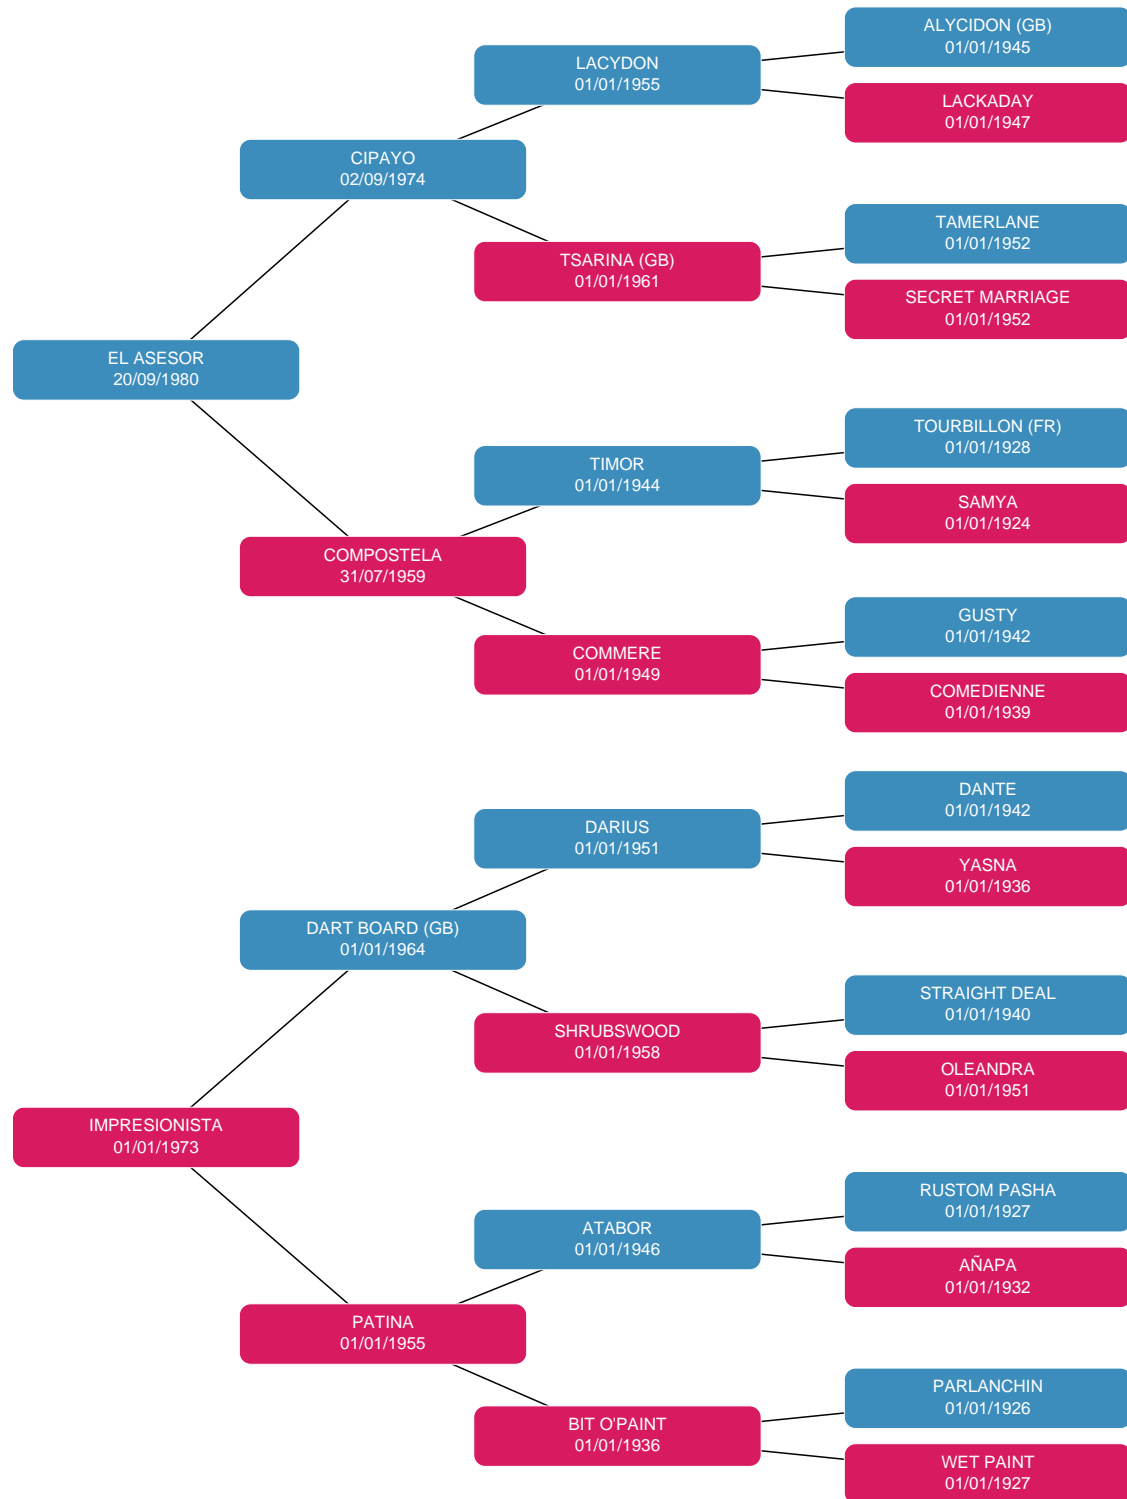 ALYCIDON (GB)
01/01/1945
LACYDON
01/01/1955
LACKADAY
01/01/1947
CIPAYO
02/09/1974
TAMERLANE
01/01/1952
TSARINA (GB)
01/01/1961
SECRET MARRIAGE
01/01/1952
EL ASESOR
20/09/1980
TOURBILLON (FR)
01/01/1928
TIMOR
01/01/1944
SAMYA
01/01/1924
COMPOSTELA
31/07/1959
GUSTY
01/01/1942
COMMERE
01/01/1949
COMEDIENNE
01/01/1939
DANTE
01/01/1942
DARIUS
01/01/1951
YASNA
01/01/1936
DART BOARD (GB)
01/01/1964
STRAIGHT DEAL
01/01/1940
SHRUBSWOOD
01/01/1958
OLEANDRA
01/01/1951
IMPRESIONISTA
01/01/1973
RUSTOM PASHA
01/01/1927
ATABOR
01/01/1946
AÑAPA
01/01/1932
PATINA
01/01/1955
PARLANCHIN
01/01/1926
BIT O'PAINT
01/01/1936
WET PAINT
01/01/1927